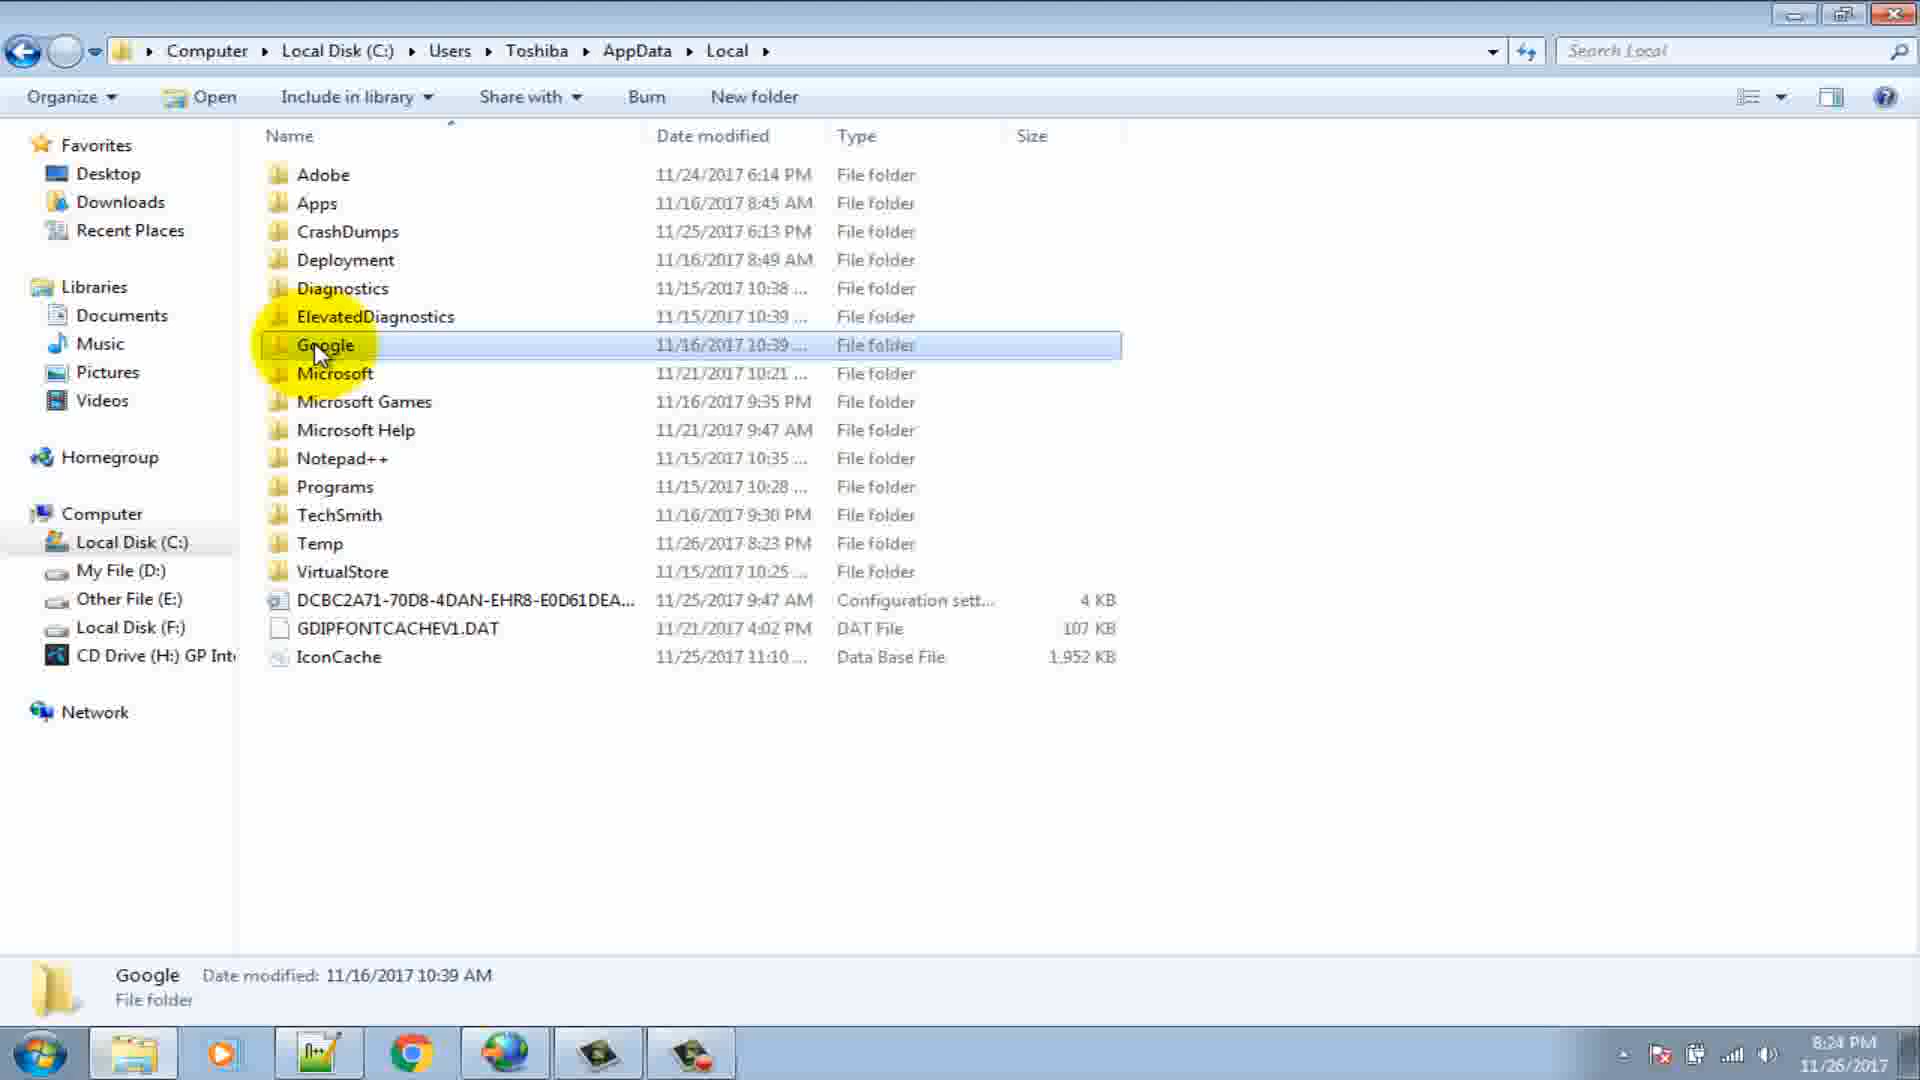 Computer Local Disk (C:) Users Toshiba AppData Local
Search Local
Organize Open Include in library Share with Burn New folder
Name Date modified Type Size
Favorites
Desktop
Downloads
Recent Places
Libraries
Documents
Music
Pictures
Videos
Homegroup
Computer
Local Disk (C:)
My File (D:)
Other File (E:)
Local Disk (F:)
CD Drive (H:) GP Int
Network
Adobe 11/24/2017 6:14 PM File folder
Apps 11/16/2017 8:45 AM File folder
CrashDumps 11/25/2017 6:13 PM File folder
Deployment 11/16/2017 8:49 AM File folder
Diagnostics 11/15/2017 10:38 ... File folder
ElevatedDiagnostics 11/15/2017 10:39 ... File folder
Google 11/16/2017 10:39 ... File folder
Microsoft 11/21/2017 10:21 ... File folder
Microsoft Games 11/16/2017 9:35 PM File folder
Microsoft Help 11/21/2017 9:47 AM File folder
Notepad++ 11/15/2017 10:35 ... File folder
Programs 11/15/2017 10:28 ... File folder
TechSmith 11/16/2017 9:30 PM File folder
Temp 11/26/2017 8:23 PM File folder
VirtualStore 11/15/2017 10:25 ... File folder
DCBC2A71-70D8-4DAN-EHR8-E0D61DEA... 11/25/2017 9:47 AM Configuration sett... 4 KB
GDIPFONTCACHEV1.DAT 11/21/2017 4:02 PM DAT File 107 KB
IconCache 11/25/2017 11:10 ... Data Base File 1,952 KB
Google Date modified: 11/16/2017 10:39 AM
File folder
n++
8:24 PM
11/26/2017